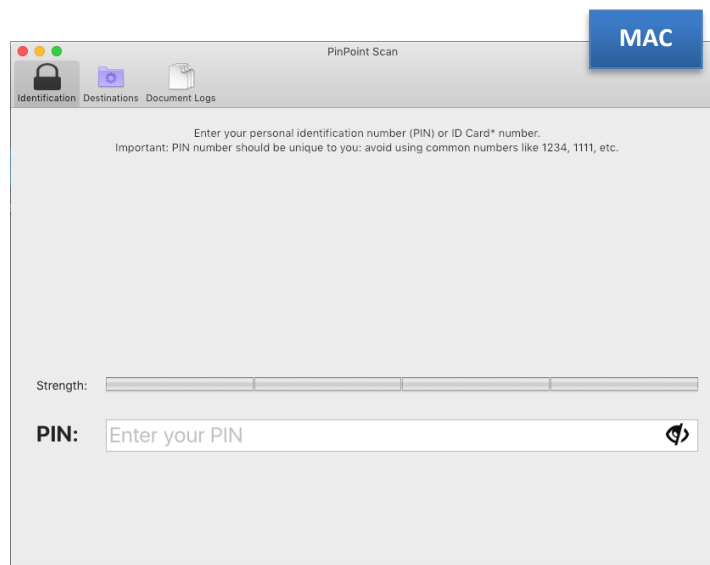 MAC
PinPoint Scan
Identification Destinations Document Logs
Enter your personal identification number (PIN) or ID Card* number.
Important: PIN number should be unique to you: avoid using common numbers like 1234, 1111, etc.
Strength:
PIN: Enter your PIN